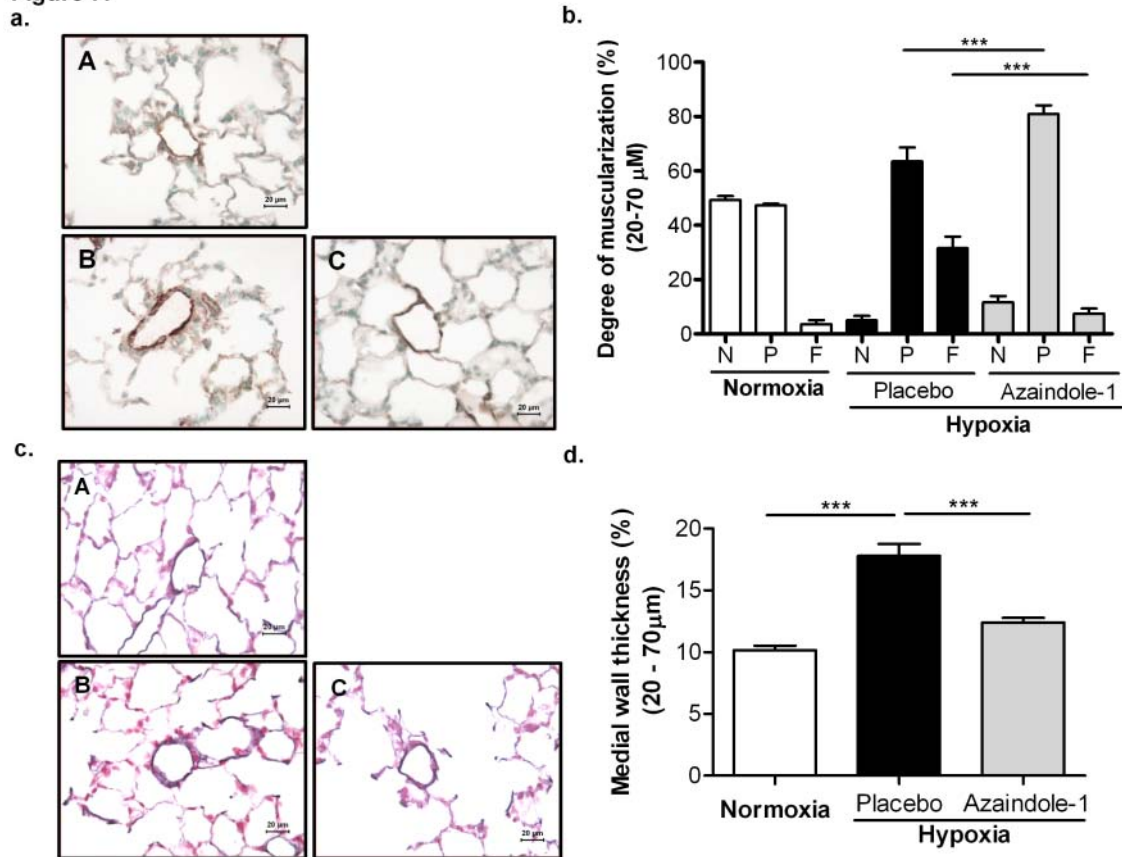 a.
A
20 µm
B
20 µm
C
20 µm
b.
Degree of muscularization (%)
(20-70 µM)
100
80
60
40
20
0
***
***
N P F N P F N P F
Normoxia Placebo Azaindole-1
Hypoxia
c.
A
20 µm
B
20 µm
C
20 µm
d.
Medial wall thickness (%)
(20 - 70µm)
20
15
10
5
0
*** ***
Normoxia Placebo Azaindole-1
Hypoxia